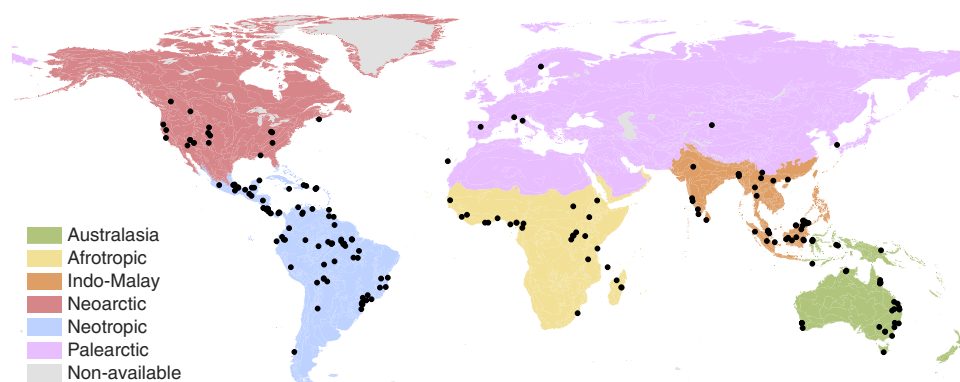 Australasia
Afrotropic
Indo-Malay
Neoarctic
Neotropic
Palearctic
Non-available